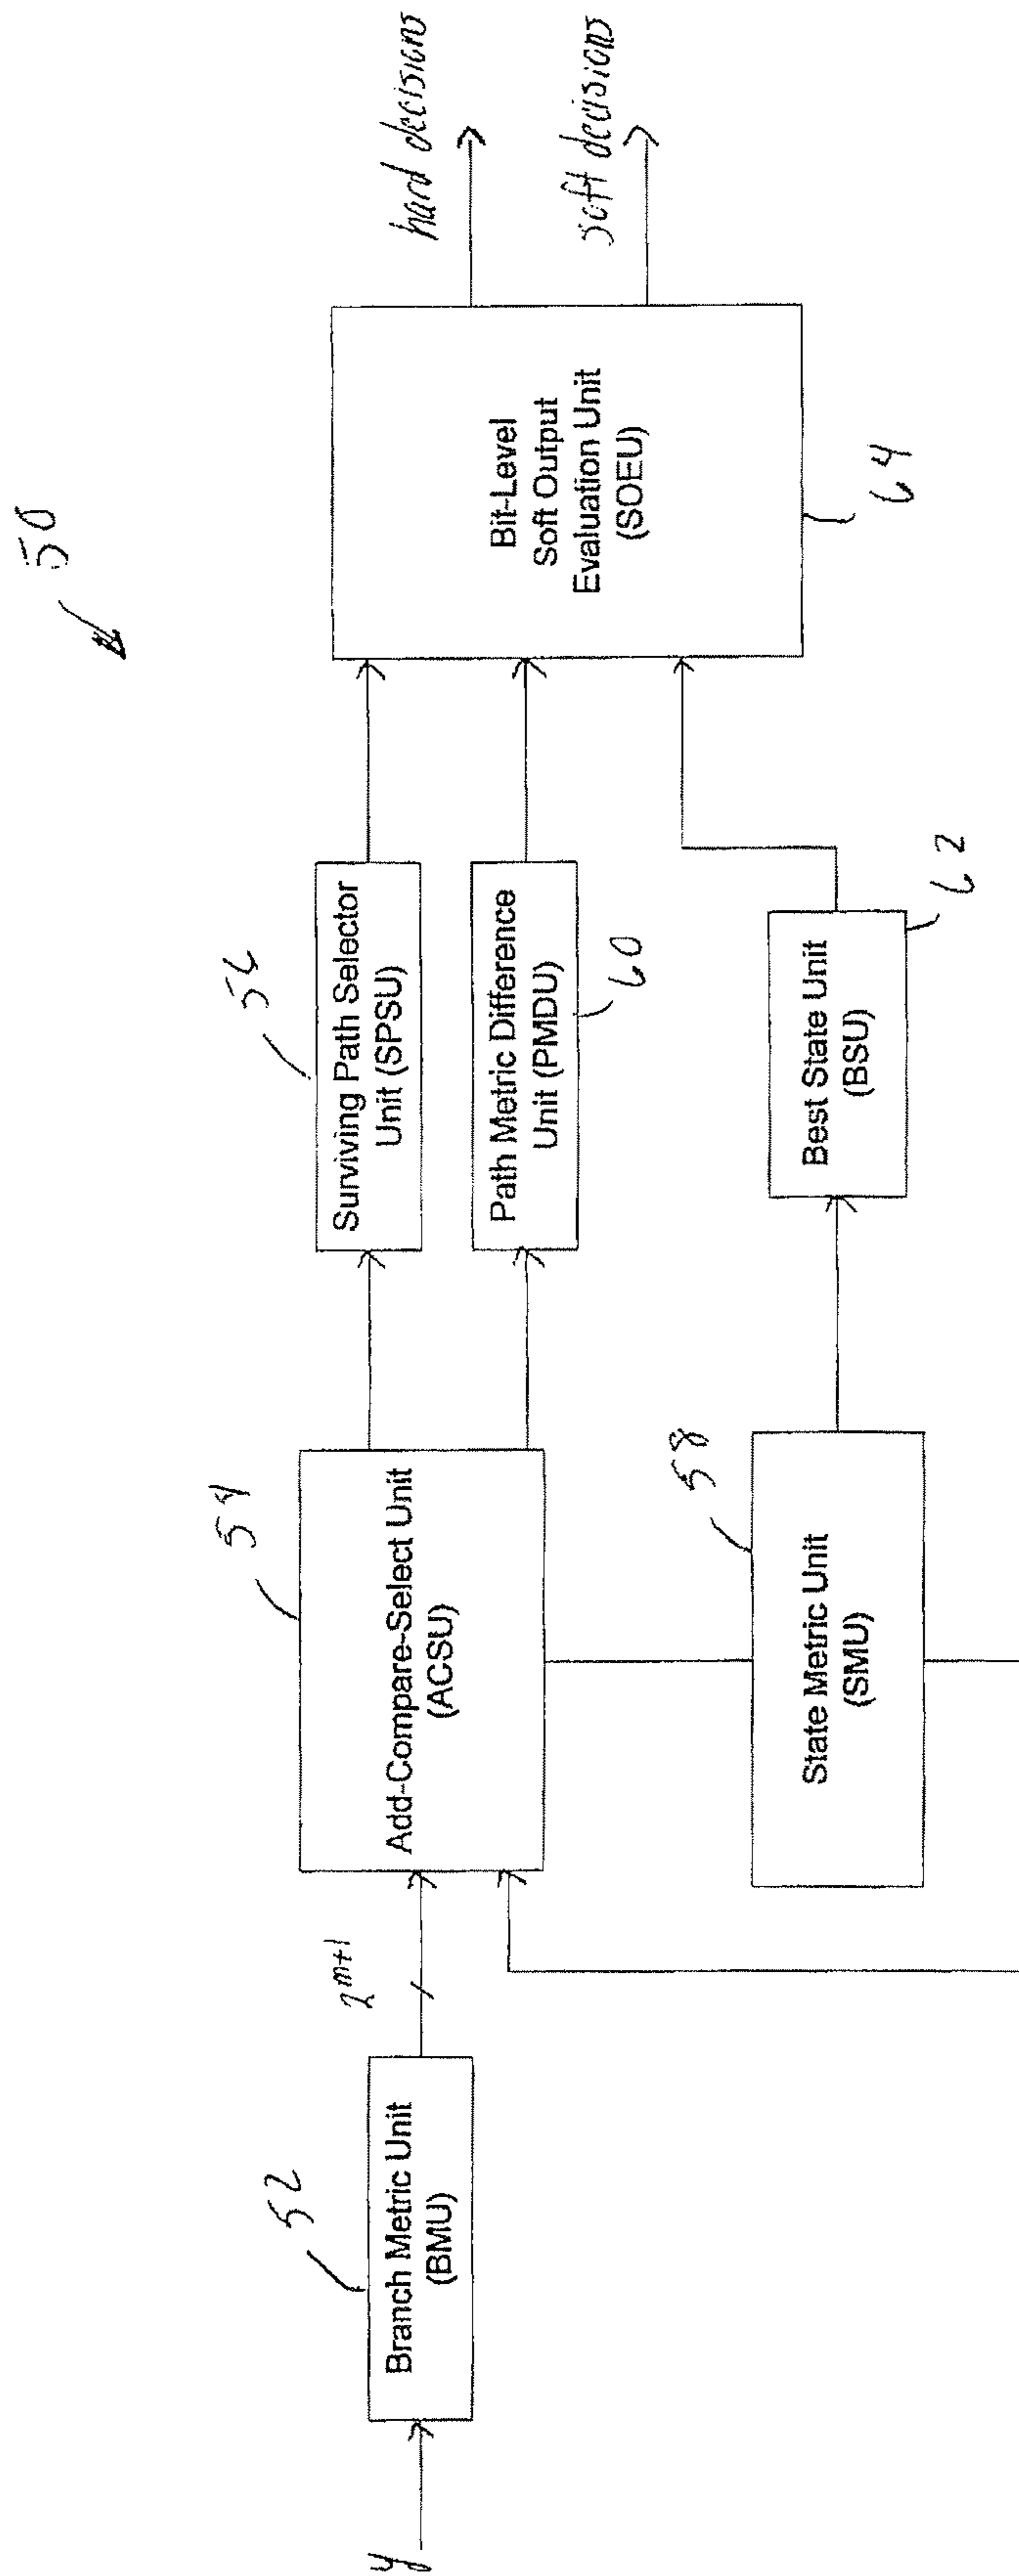 50
y
52
Branch Metric Unit
(BMU)
2^{m+1}
54
Add-Compare-Select Unit
(ACSU)
56
Surviving Path Selector
Unit (SPSU)
Path Metric Difference
Unit (PMDU)
60
58
State Metric Unit
(SMU)
Best State Unit
(BSU)
62
Bit-Level
Soft Output
Evaluation Unit
(SOEU)
64
hard decisions
soft decisions